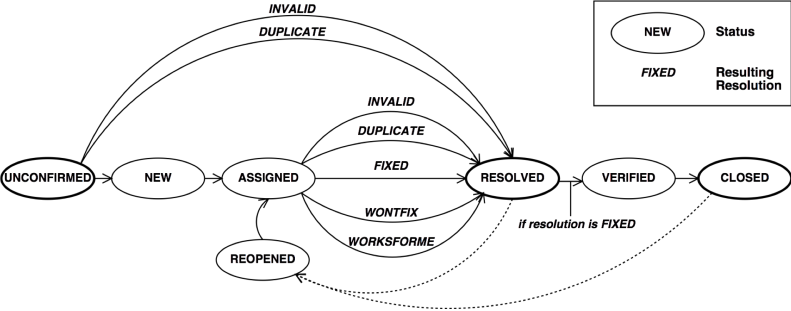 INVALID
DUPLICATE
NEW
Status
FIXED
Resulting
Resolution
INVALID
DUPLICATE
FIXED
UNCONFIRMED
NEW
ASSIGNED
RESOLVED
VERIFIED
CLOSED
WONTFIX
if resolution is FIXED
WORKSFORME
REOPENED